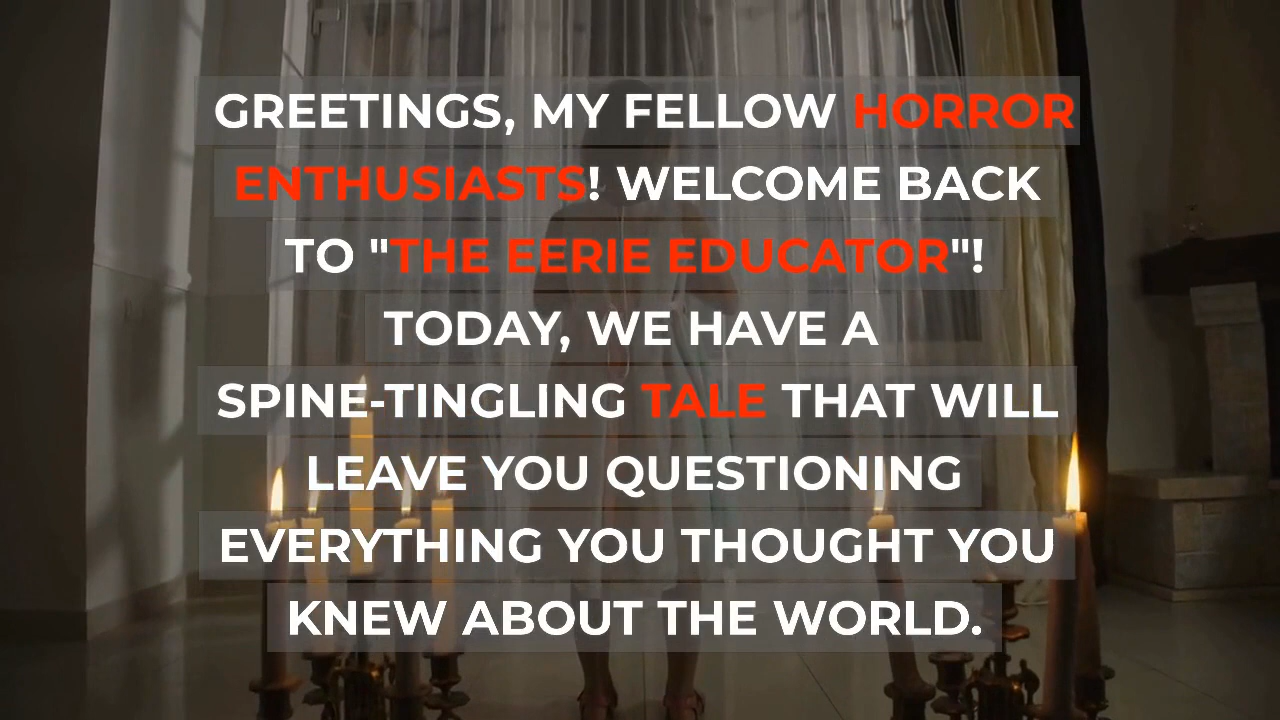 GREETINGS, MY FELLOW HORROR
ENTHUSIASTS! WELCOME BACK
TO "THE EERIE EDUCATOR"!
TODAY, WE HAVE A
SPINE-TINGLING TALE THAT WILL
LEAVE YOU QUESTIONING
EVERYTHING YOU THOUGHT YOU
KNEW ABOUT THE WORLD.